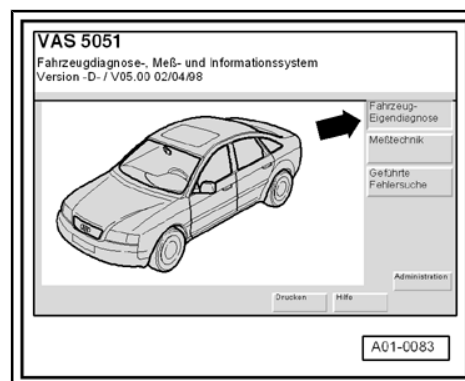 VAS 5051
Fahrzeugdiagnose-, Meß- und Informationssystem
Version -D- / V05.00 02/04/98
Fahrzeug-
Eigendiagnose
Meßtechnik
Geführte
Fehlersuche
Administration
Drucken
Hilfe
A01-0083